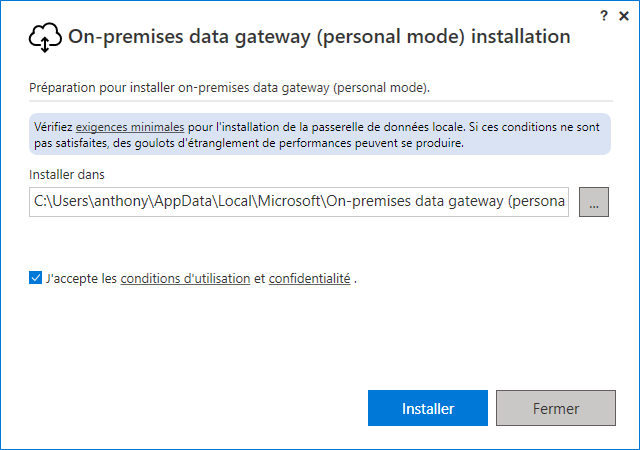 ? ×
On-premises data gateway (personal mode) installation
Préparation pour installer on-premises data gateway (personal mode).
Vérifiez exigences minimales pour l'installation de la passerelle de données locale. Si ces conditions ne sont
pas satisfaites, des goulots d'étranglement de performances peuvent se produire.
Installer dans
C:\Users\anthony\AppData\Local\Microsoft\On-premises data gateway (persona
...
J'accepte les conditions d'utilisation et confidentialité .
Installer
Fermer